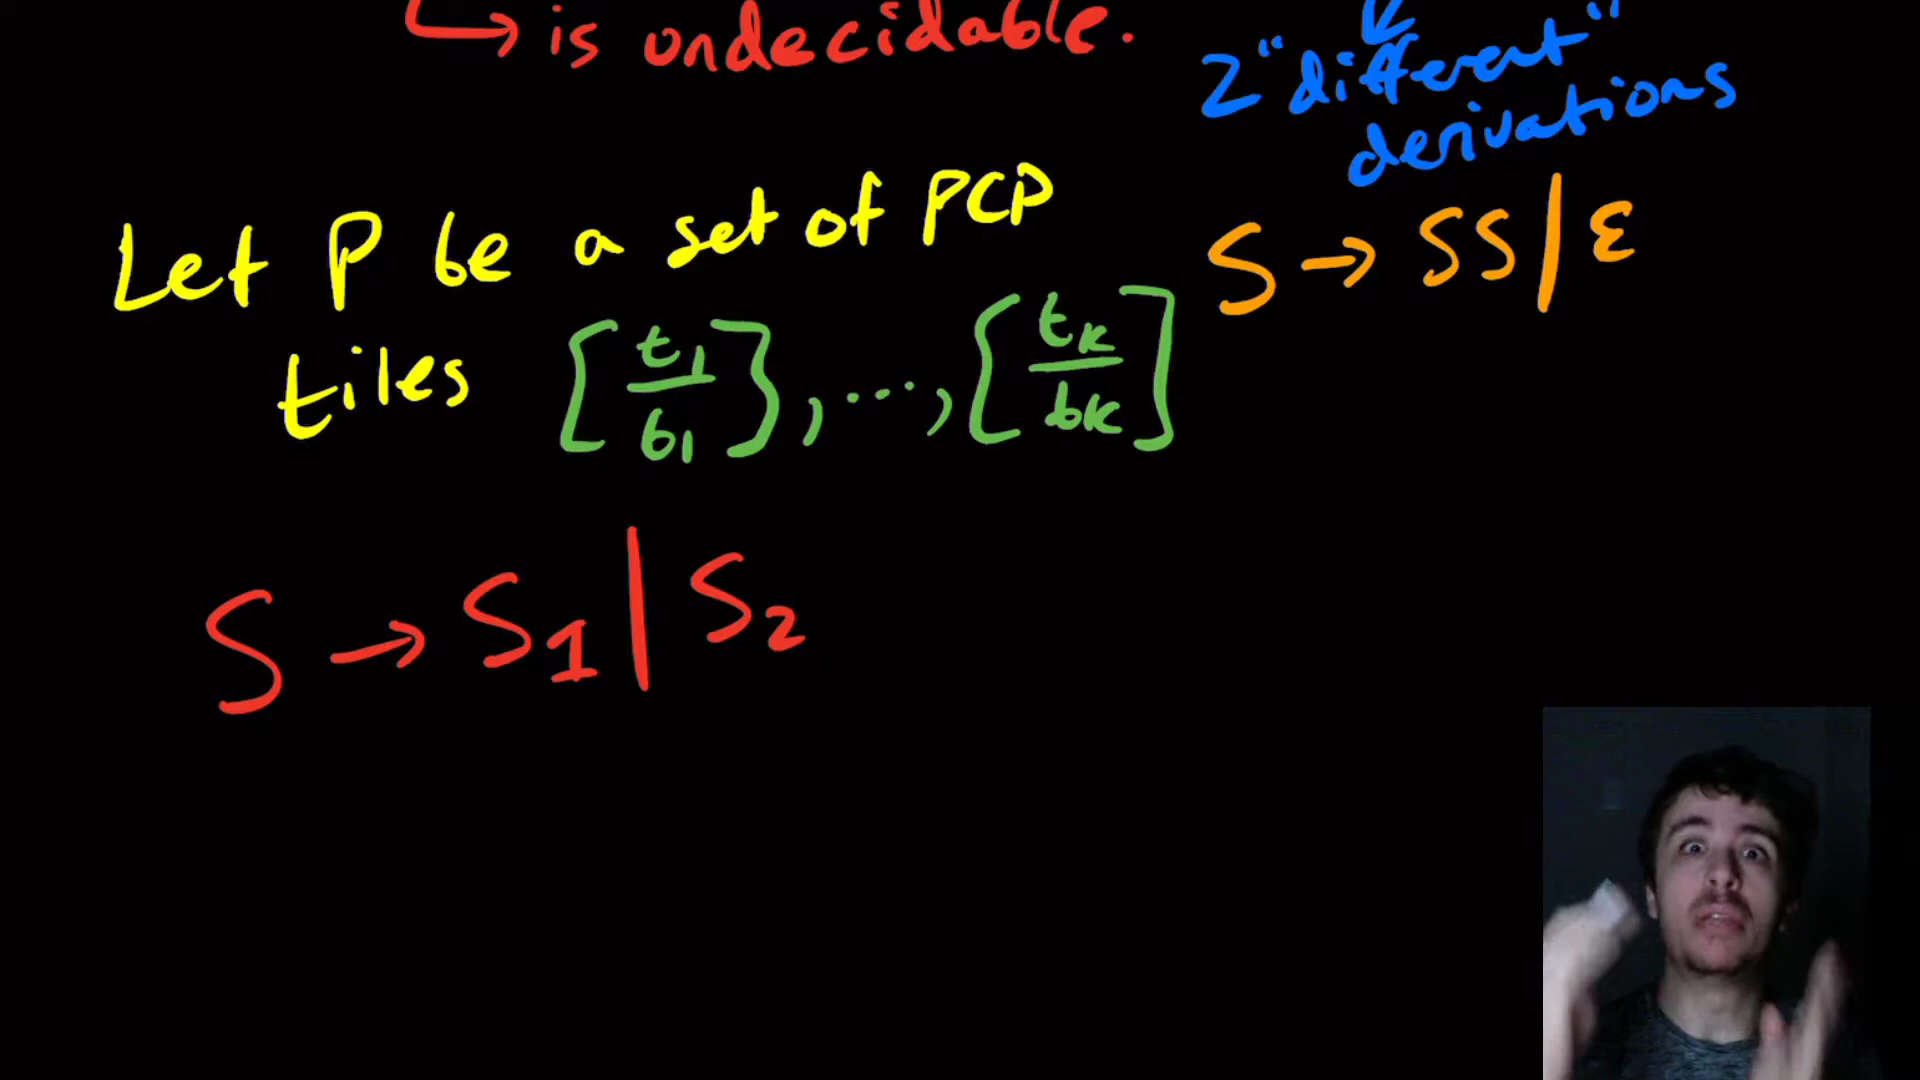 ↳ is undecidable.
2 "different"
derivations
Let P be a set of PCP
tiles [t₁/b₁], ..., [tₖ/bₖ]
S → SS | ε
S → S₁ | S₂